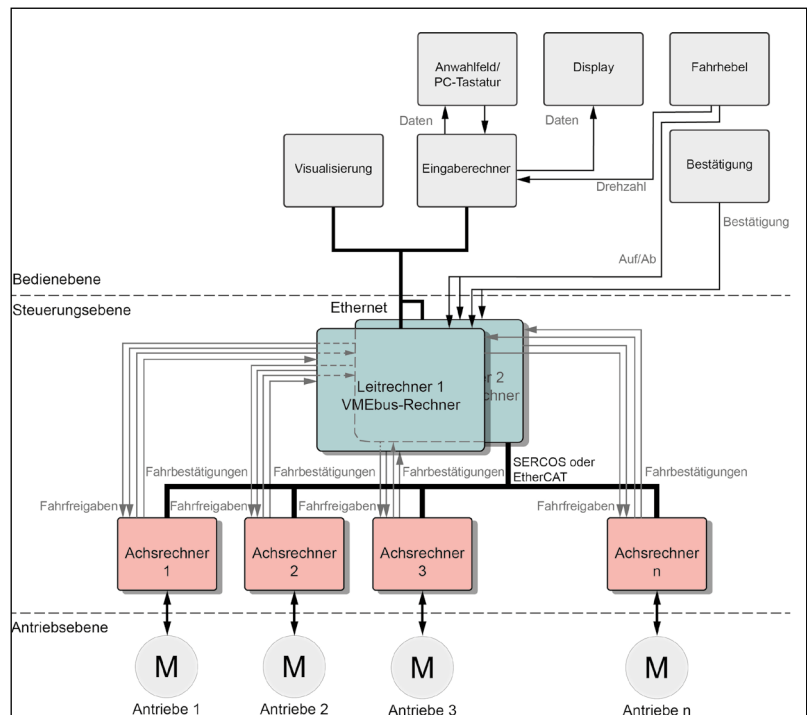 Anwahlfeld/
PC-Tastatur
Display
Fahrhebel
Daten
Daten
Visualisierung
Eingaberechner
Bestätigung
Drehzahl
Bestätigung
Auf/Ab
Bedienebene
Steuerungsebene
Ethernet
Leitrechner 1
VMEbus-Rechner
er 2
chner
SERCOS oder
EtherCAT
Fahrbestätigungen
Fahrbestätigungen
Fahrbestätigungen
Fahrbestätigungen
Fahrfreigaben
Fahrfreigaben
Fahrfreigaben
Fahrfreigaben
Achsrechner
1
Achsrechner
2
Achsrechner
3
Achsrechner
n
Antriebsebene
M
M
M
M
Antriebe 1
Antriebe 2
Antriebe 3
Antriebe n